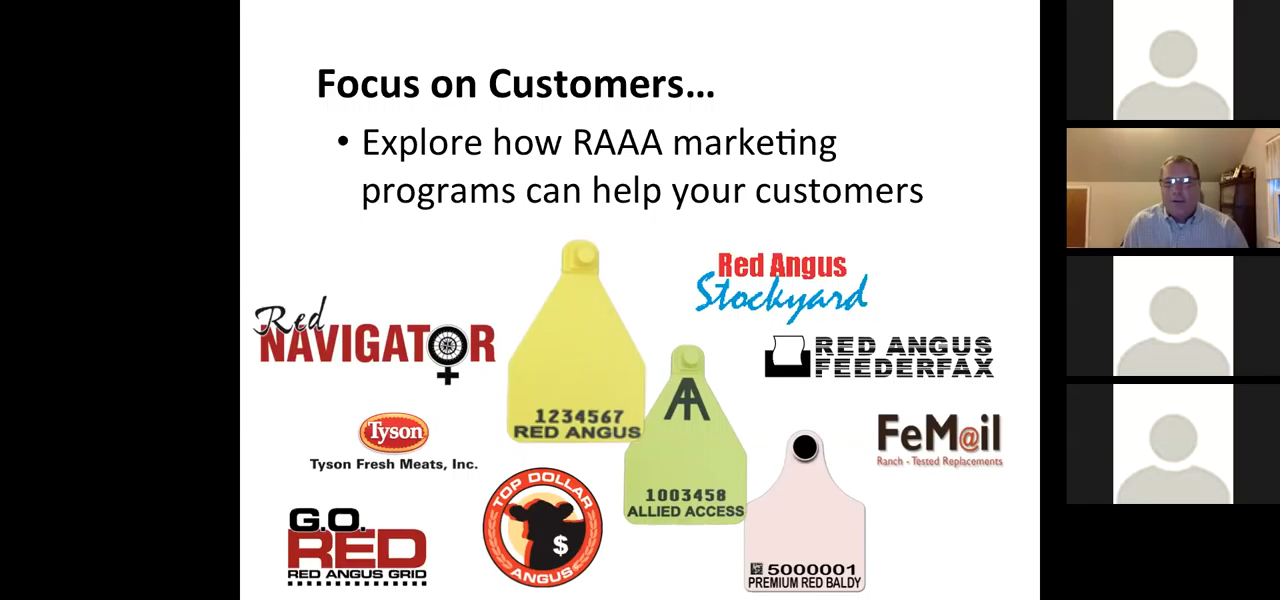 Focus on Customers…
• Explore how RAAA marketing
programs can help your customers
Red Angus
Stockyard
Red
NAVIGATOR
RED ANGUS
FEEDERFAX
1234567
RED ANGUS
Tyson
Tyson Fresh Meats, Inc.
FeM@il
Ranch - Tested Replacements
1003458
ALLIED ACCESS
TOP DOLLAR
$
ANGUS
G.O.
RED
RED ANGUS GRID
5000001
PREMIUM RED BALDY